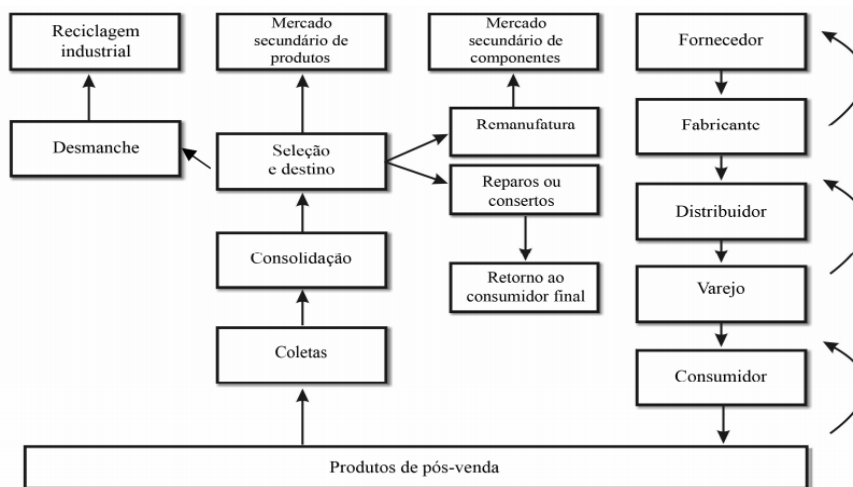 Reciclagem
industrial
Mercado
secundário de
produtos
Mercado
secundário de
componentes
Fornecedor
Desmanche
Seleção
e destino
Remanufatura
Fabricante
Reparos ou
consertos
Distribuidor
Consolidação
Retorno ao
consumidor final
Varejo
Coletas
Consumidor
Produtos de pós-venda